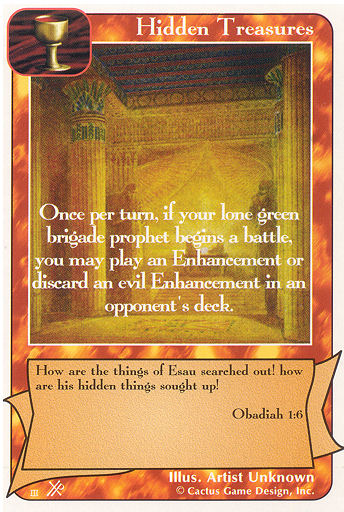 Hidden Treasures
Once per turn, if your lone green
brigade prophet begins a battle,
you may play an Enhancement or
discard an evil Enhancement in an
opponent's deck.
How are the things of Esau searched out! how
are his hidden things sought up!
Obadiah 1:6
Illus. Artist Unknown
III
© Cactus Game Design, Inc.